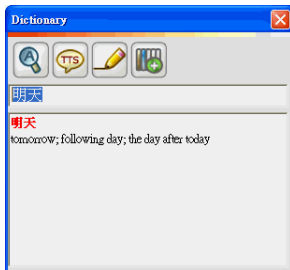 Dictionary
TTS
明天
明天
tomorrow; following day; the day after today